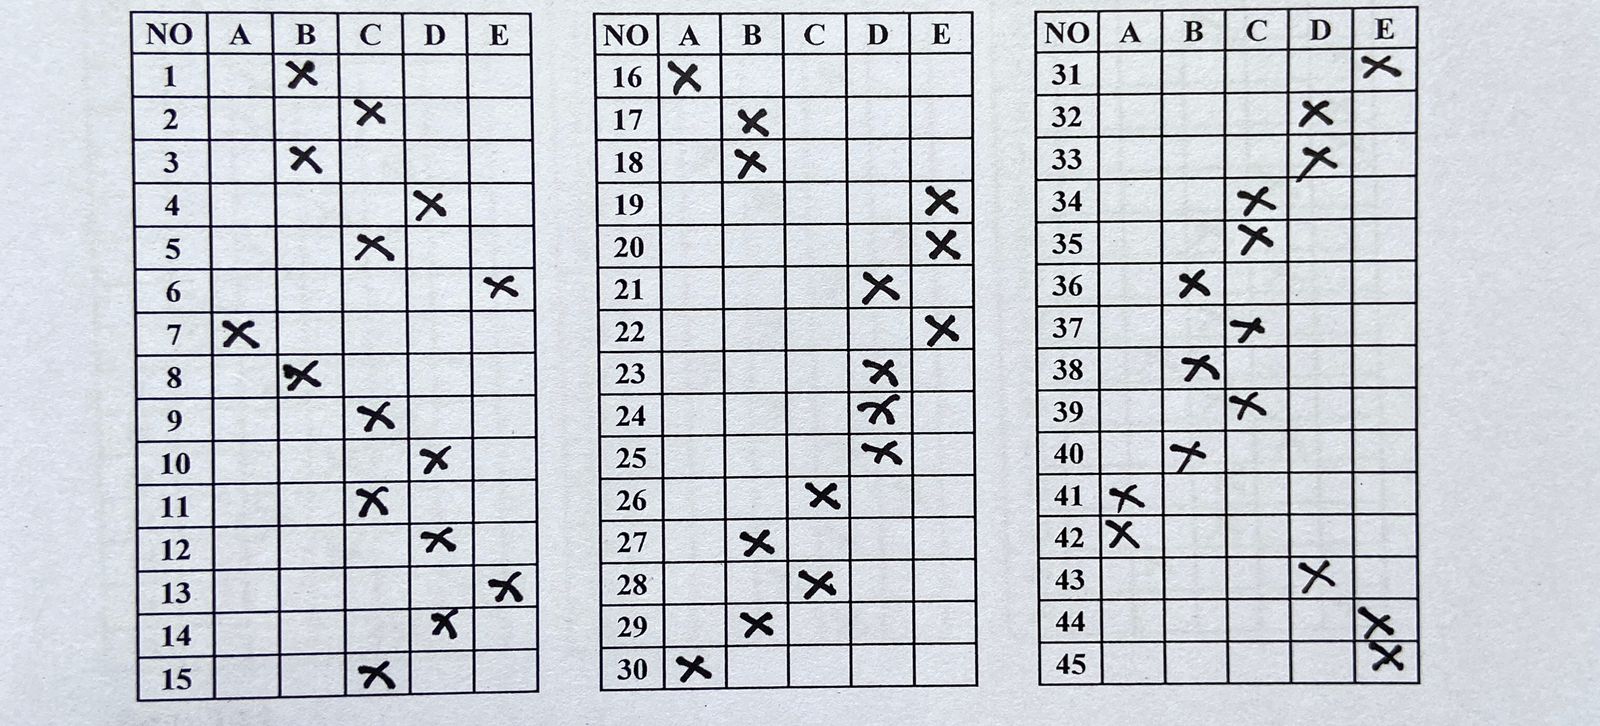 NO A B C D E
1 X
2 X
3 X
4 X
5 X
6 X
7 X
8 X
9 X
10 X
11 X
12 X
13 X
14 X
15 X
NO A B C D E
16 X
17 X
18 X
19 X
20 X
21 X
22 X
23 X
24 X
25 X
26 X
27 X
28 X
29 X
30 X
NO A B C D E
31 X
32 X
33 X
34 X
35 X
36 X
37 X
38 X
39 X
40 X
41 X
42 X
43 X
44 X
45 X